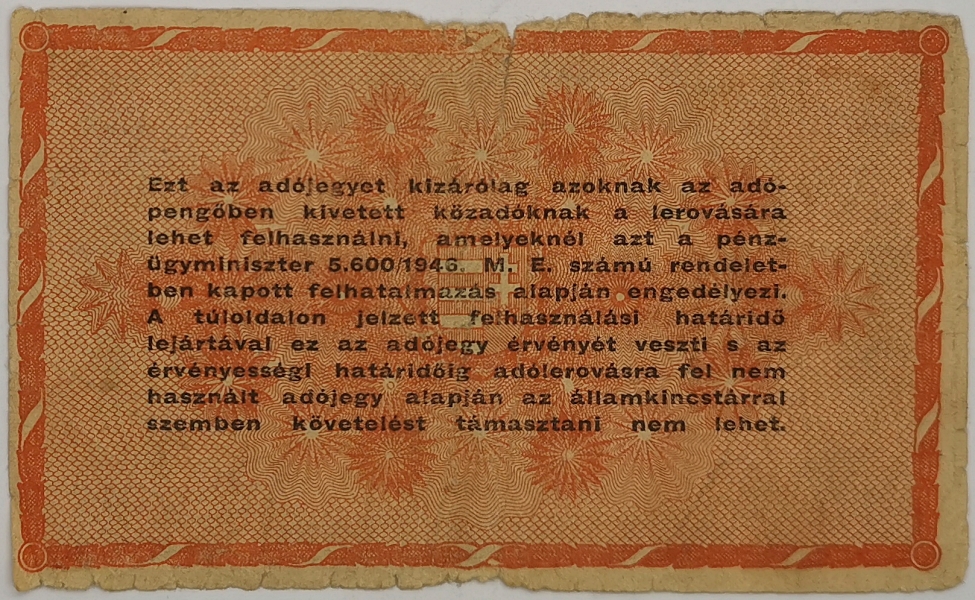 Ezt az adójegyet kizárólag azoknak az adó-
pengőben kivetett közadóknak a lerovására
lehet felhasználni, amelyeknél azt a pénz-
ügyminiszter 5.600/1946. M. E. számú rendelet-
ben kapott felhatalmazás alapján engedélyezi.
A túloldalon jelzett felhasználási határidő
lejártával ez az adójegy érvényét veszti s az
érvényességi határidőig adólerovásra fel nem
használt adójegy alapján az államkincstárral
szemben követelést támasztani nem lehet.